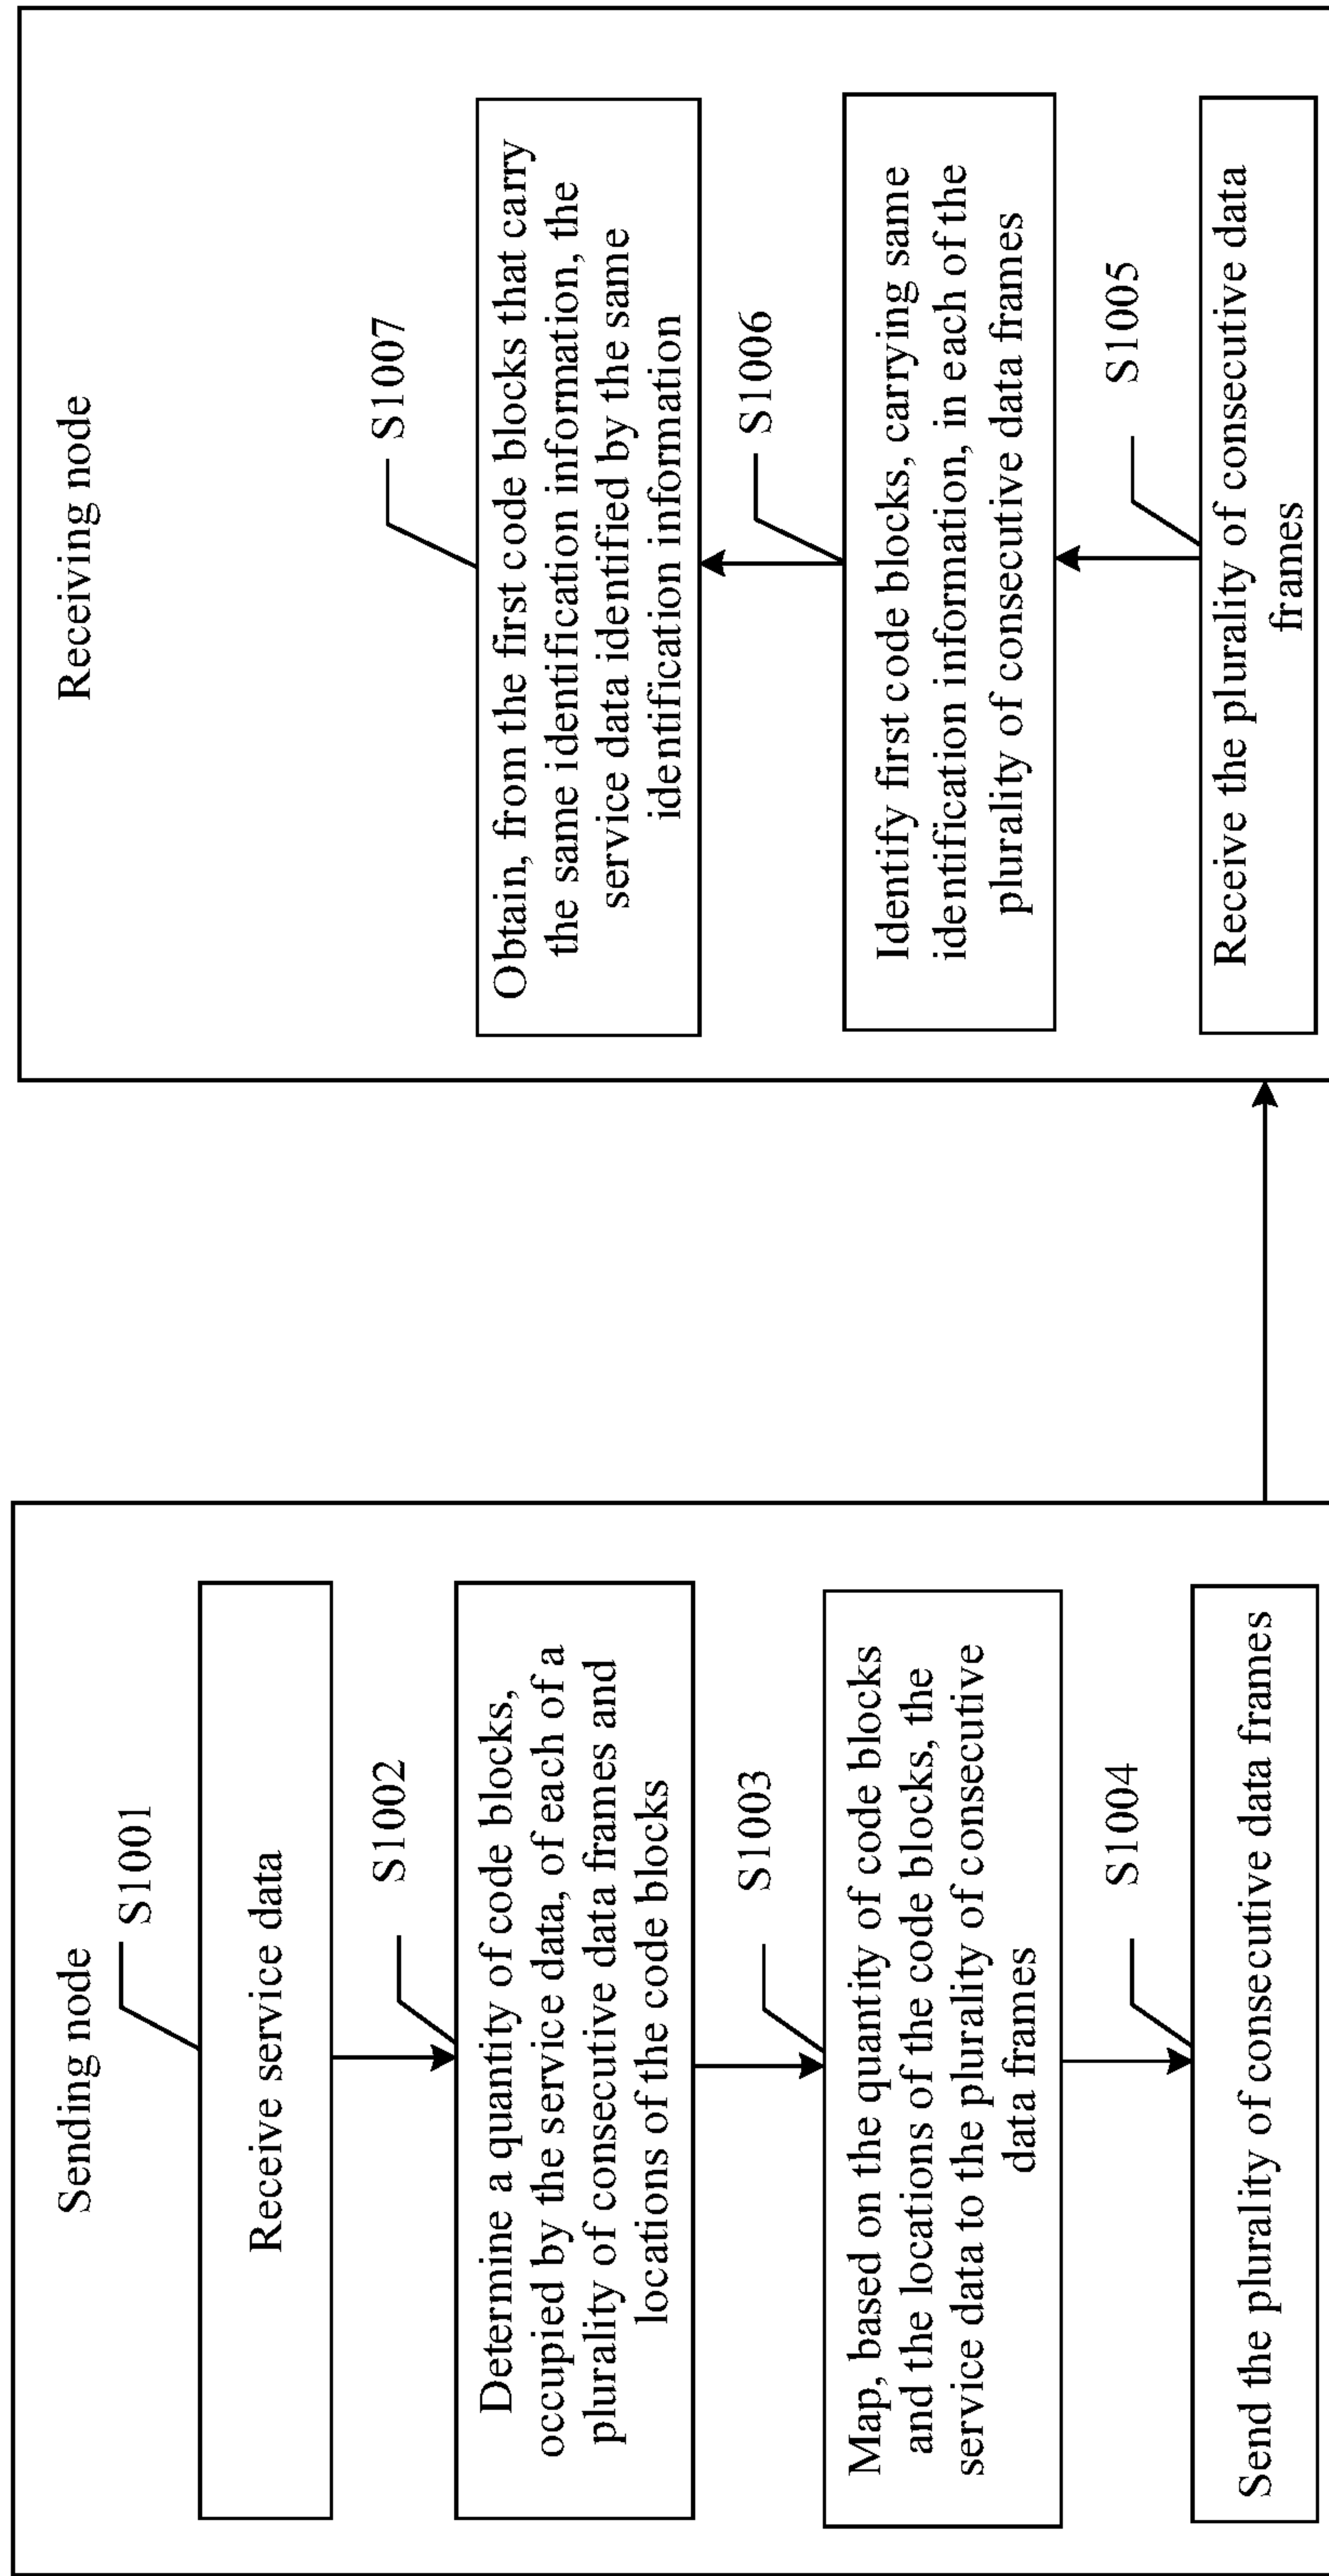 Sending node
S1001
Receive service data
S1002
Determine a quantity of code blocks,
occupied by the service data, of each of a
plurality of consecutive data frames and
locations of the code blocks
S1003
Map, based on the quantity of code blocks
and the locations of the code blocks, the
service data to the plurality of consecutive
data frames
S1004
Send the plurality of consecutive data frames
Receiving node
S1007
Obtain, from the first code blocks that carry
the same identification information, the
service data identified by the same
identification information
S1006
Identify first code blocks, carrying same
identification information, in each of the
plurality of consecutive data frames
S1005
Receive the plurality of consecutive data
frames